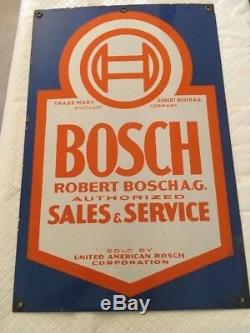 TRADE MARK ROBERT BOSCH A.G.
STUTTGART GERMANY
BOSCH
ROBERT BOSCH A.G.
AUTHORIZED
SALES & SERVICE
SOLD BY
UNITED AMERICAN BOSCH
CORPORATION